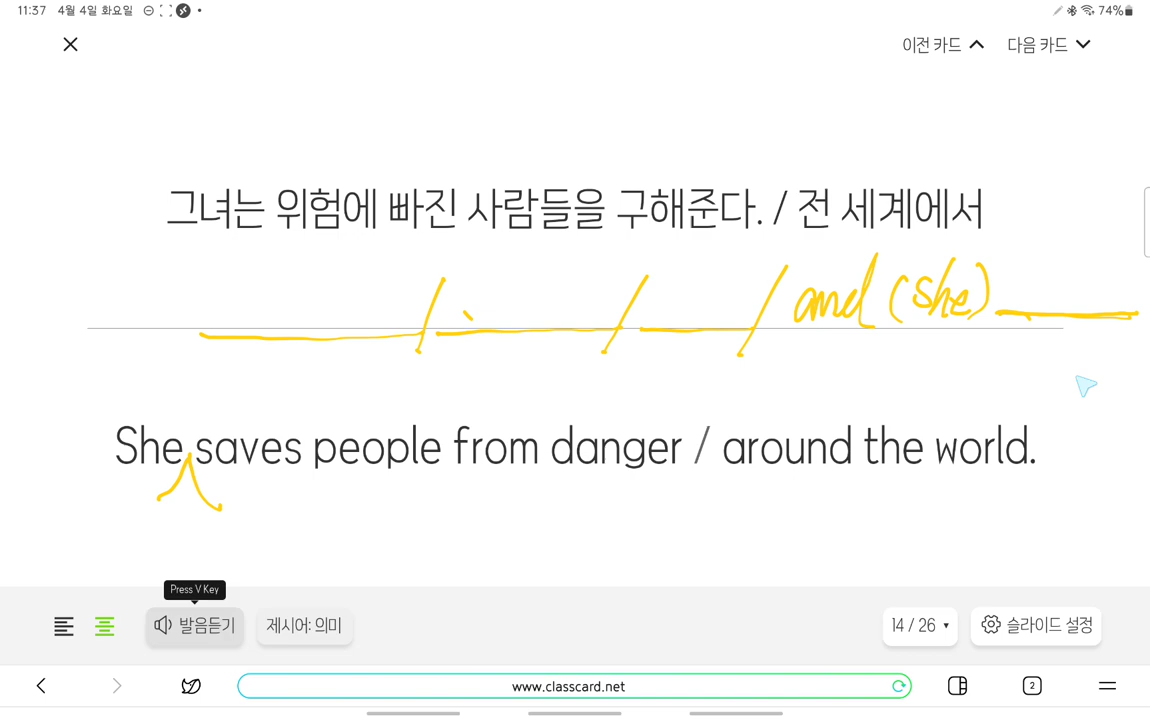 11:37 4월 4일 화요일 74%
이전 카드 다음 카드
그녀는 위험에 빠진 사람들을 구해준다. / 전 세계에서
and (she)
She saves people from danger / around the world.
Press V Key
발음듣기 제시어: 의미 14 / 26 슬라이드 설정
www.classcard.net 2